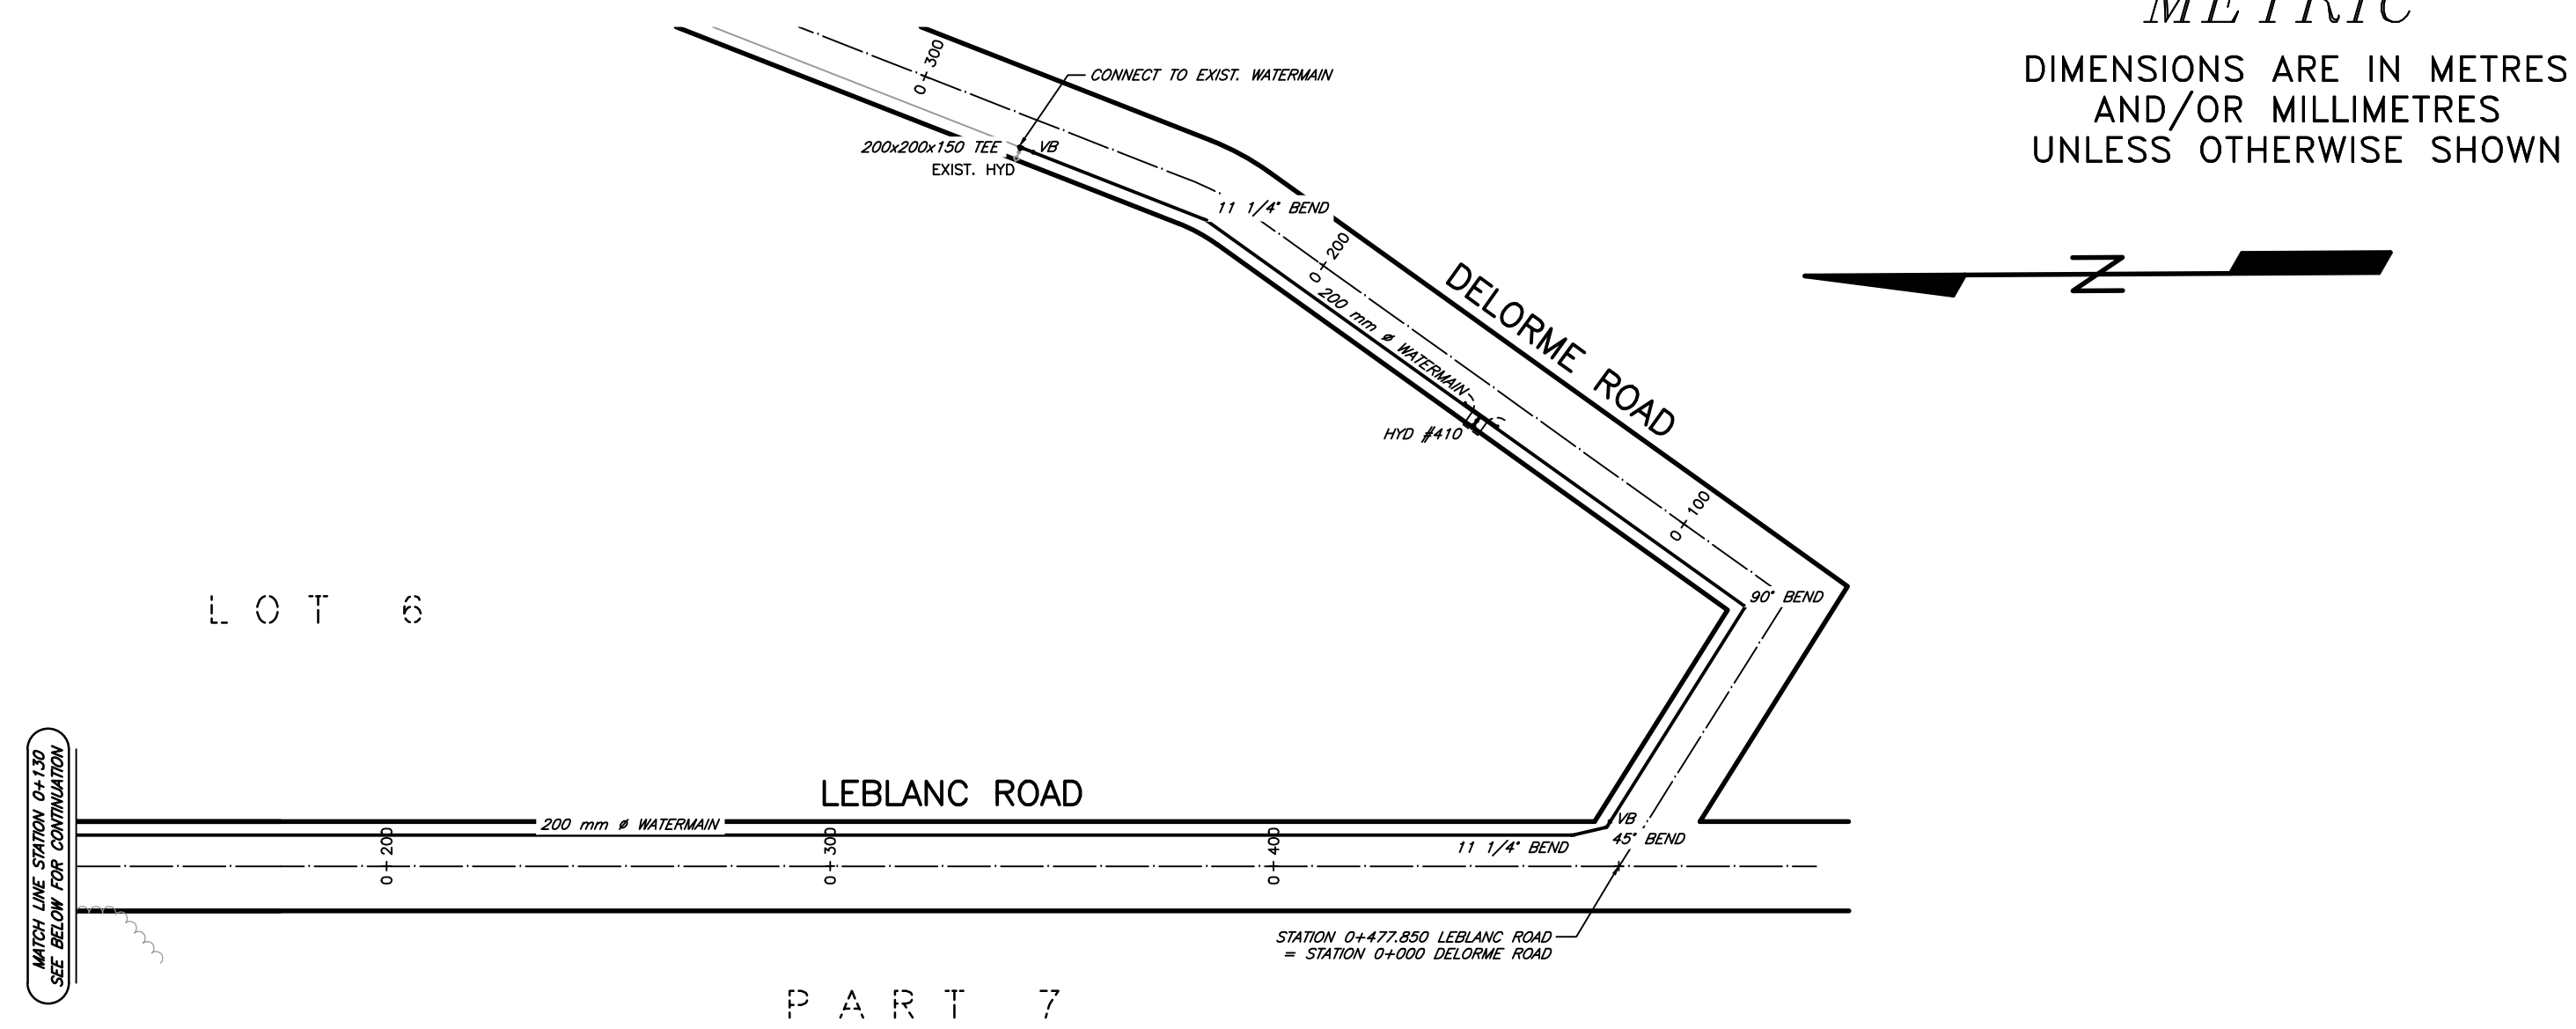 METRIC
DIMENSIONS ARE IN METRES
AND/OR MILLIMETRES
UNLESS OTHERWISE SHOWN
N
0+300
CONNECT TO EXIST. WATERMAIN
200x200x150 TEE
VB
EXIST. HYD
11 1/4° BEND
0+200
DELORME ROAD
200 mm ø WATERMAIN
HYD #410
0+100
90° BEND
LOT 6
MATCH LINE STATION 0+130
SEE BELOW FOR CONTINUATION
LEBLANC ROAD
200 mm ø WATERMAIN
VB
45° BEND
11 1/4° BEND
0+200
0+300
0+400
STATION 0+477.850 LEBLANC ROAD
= STATION 0+000 DELORME ROAD
PART 7